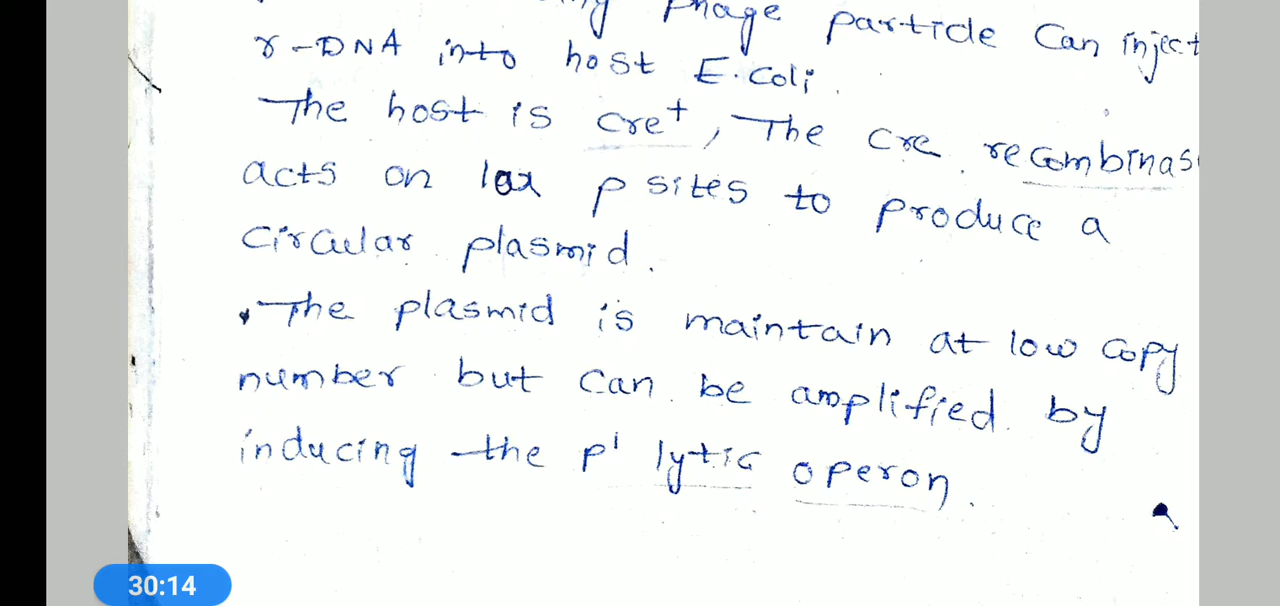 phage particle can inject
r-DNA into host E.coli.
The host is cre+, The cre recombinas
acts on lox p sites to produce a
circular plasmid.
The plasmid is maintain at low copy
number but can be amplified by
inducing the p' lytic operon.
30:14